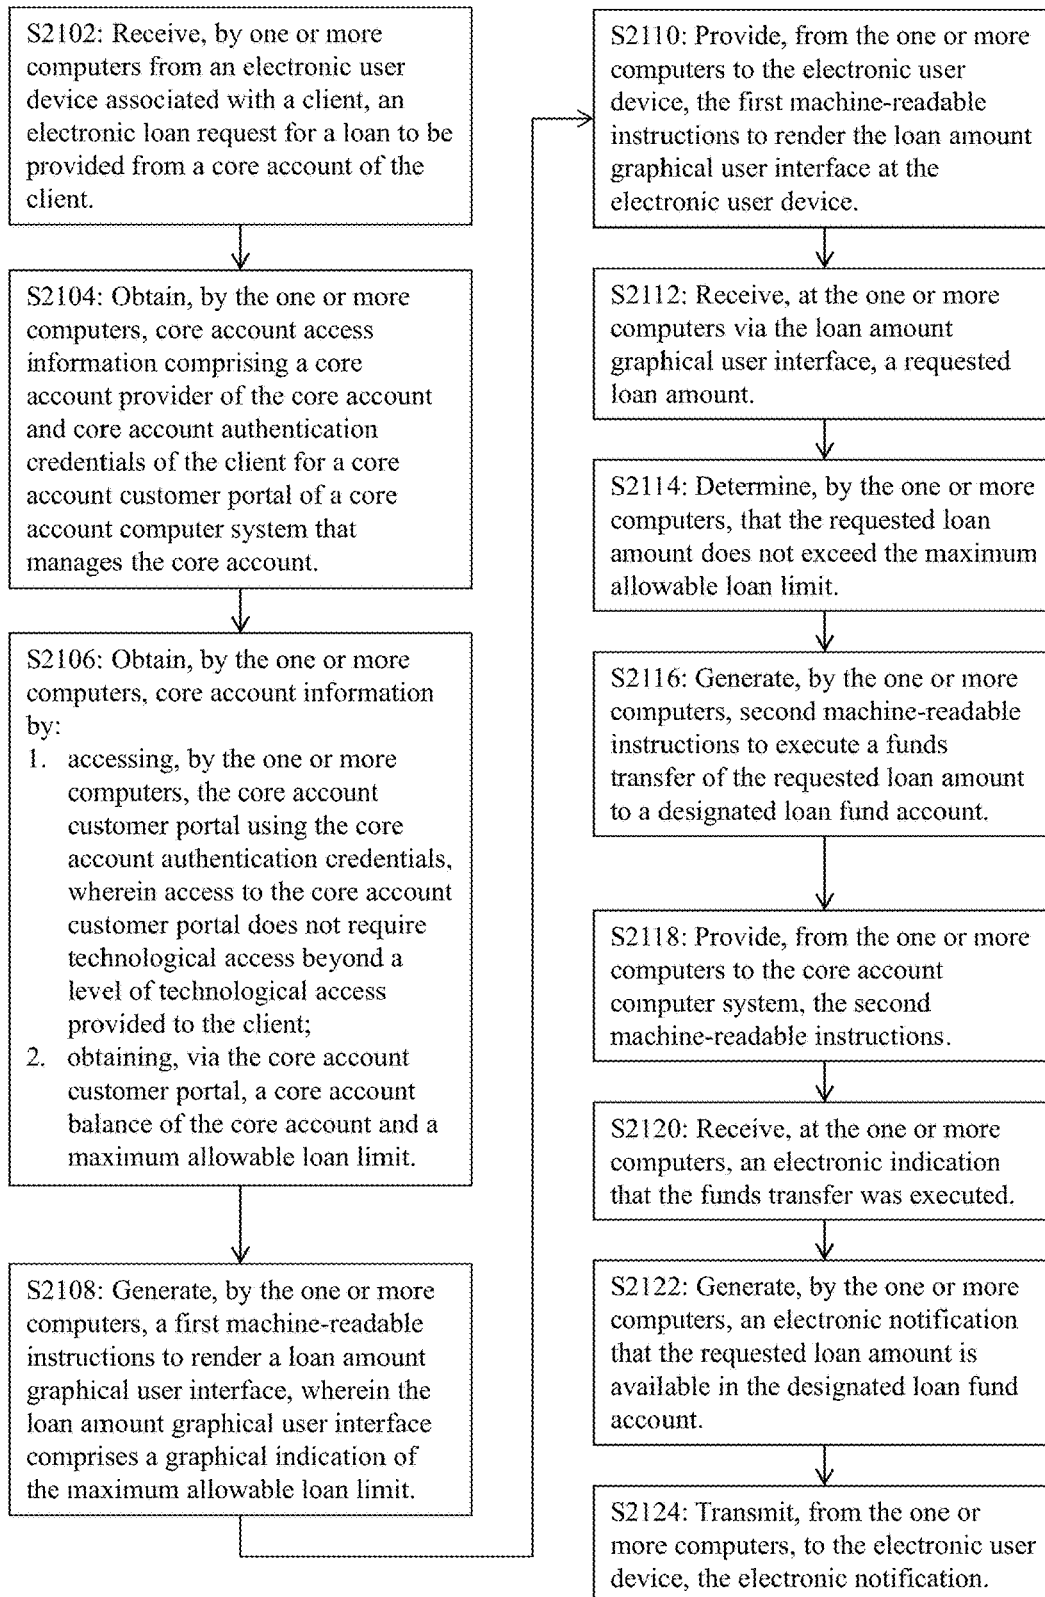 S2102: Receive, by one or more
computers from an electronic user
device associated with a client, an
electronic loan request for a loan to be
provided from a core account of the
client.
S2104: Obtain, by the one or more
computers, core account access
information comprising a core
account provider of the core account
and core account authentication
credentials of the client for a core
account customer portal of a core
account computer system that
manages the core account.
S2106: Obtain, by the one or more
computers, core account information
by:
1. accessing, by the one or more
computers, the core account
customer portal using the core
account authentication credentials,
wherein access to the core account
customer portal does not require
technological access beyond a
level of technological access
provided to the client;
2. obtaining, via the core account
customer portal, a core account
balance of the core account and a
maximum allowable loan limit.
S2108: Generate, by the one or more
computers, a first machine-readable
instructions to render a loan amount
graphical user interface, wherein the
loan amount graphical user interface
comprises a graphical indication of
the maximum allowable loan limit.
S2110: Provide, from the one or more
computers to the electronic user
device, the first machine-readable
instructions to render the loan amount
graphical user interface at the
electronic user device.
S2112: Receive, at the one or more
computers via the loan amount
graphical user interface, a requested
loan amount.
S2114: Determine, by the one or more
computers, that the requested loan
amount does not exceed the maximum
allowable loan limit.
S2116: Generate, by the one or more
computers, second machine-readable
instructions to execute a funds
transfer of the requested loan amount
to a designated loan fund account.
S2118: Provide, from the one or more
computers to the core account
computer system, the second
machine-readable instructions.
S2120: Receive, at the one or more
computers, an electronic indication
that the funds transfer was executed.
S2122: Generate, by the one or more
computers, an electronic notification
that the requested loan amount is
available in the designated loan fund
account.
S2124: Transmit, from the one or
more computers, to the electronic user
device, the electronic notification.